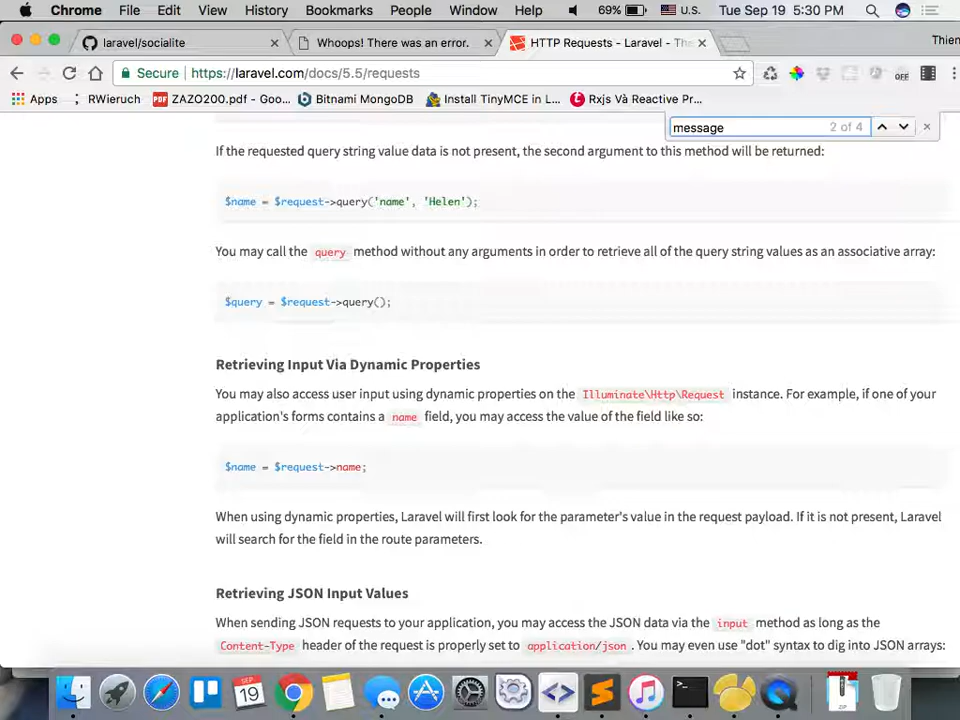 Chrome File Edit View History Bookmarks People Window Help 69% U.S. Tue Sep 19 5:30 PM
laravel/socialite Whoops! There was an error. HTTP Requests - Laravel - The Thien
Secure https://laravel.com/docs/5.5/requests OFF
Apps RWieruch PDF ZAZO200.pdf - Goo... Bitnami MongoDB Install TinyMCE in L... Rxjs Và Reactive Pr...
message 2 of 4
If the requested query string value data is not present, the second argument to this method will be returned:
$name = $request->query('name', 'Helen');
You may call the query method without any arguments in order to retrieve all of the query string values as an associative array:
$query = $request->query();
Retrieving Input Via Dynamic Properties
You may also access user input using dynamic properties on the Illuminate\Http\Request instance. For example, if one of your
application's forms contains a name field, you may access the value of the field like so:
$name = $request->name;
When using dynamic properties, Laravel will first look for the parameter's value in the request payload. If it is not present, Laravel
will search for the field in the route parameters.
Retrieving JSON Input Values
When sending JSON requests to your application, you may access the JSON data via the input method as long as the
Content-Type header of the request is properly set to application/json . You may even use "dot" syntax to dig into JSON arrays:
SEP
19
ZIP